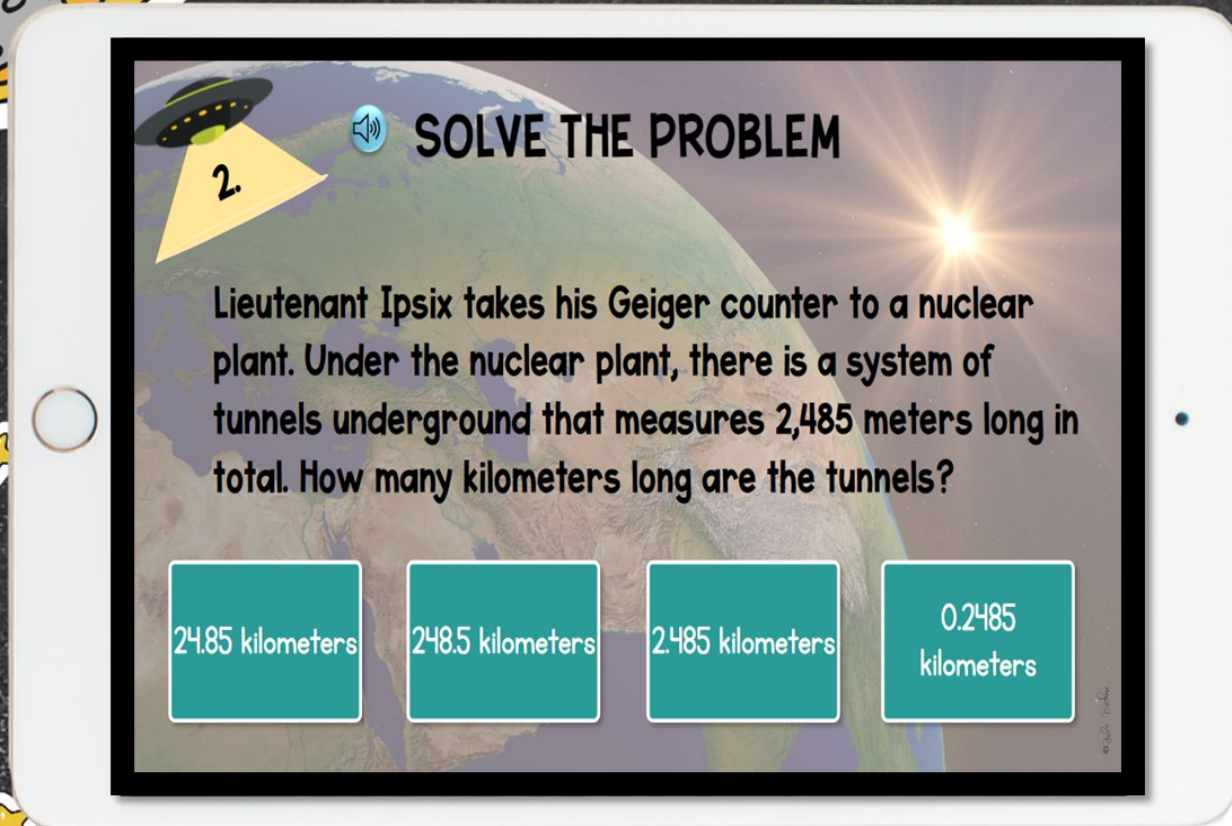 SOLVE THE PROBLEM
2.
Lieutenant Ipsix takes his Geiger counter to a nuclear
plant. Under the nuclear plant, there is a system of
tunnels underground that measures 2,485 meters long in
total. How many kilometers long are the tunnels?
24.85 kilometers
248.5 kilometers
2.485 kilometers
0.2485
kilometers